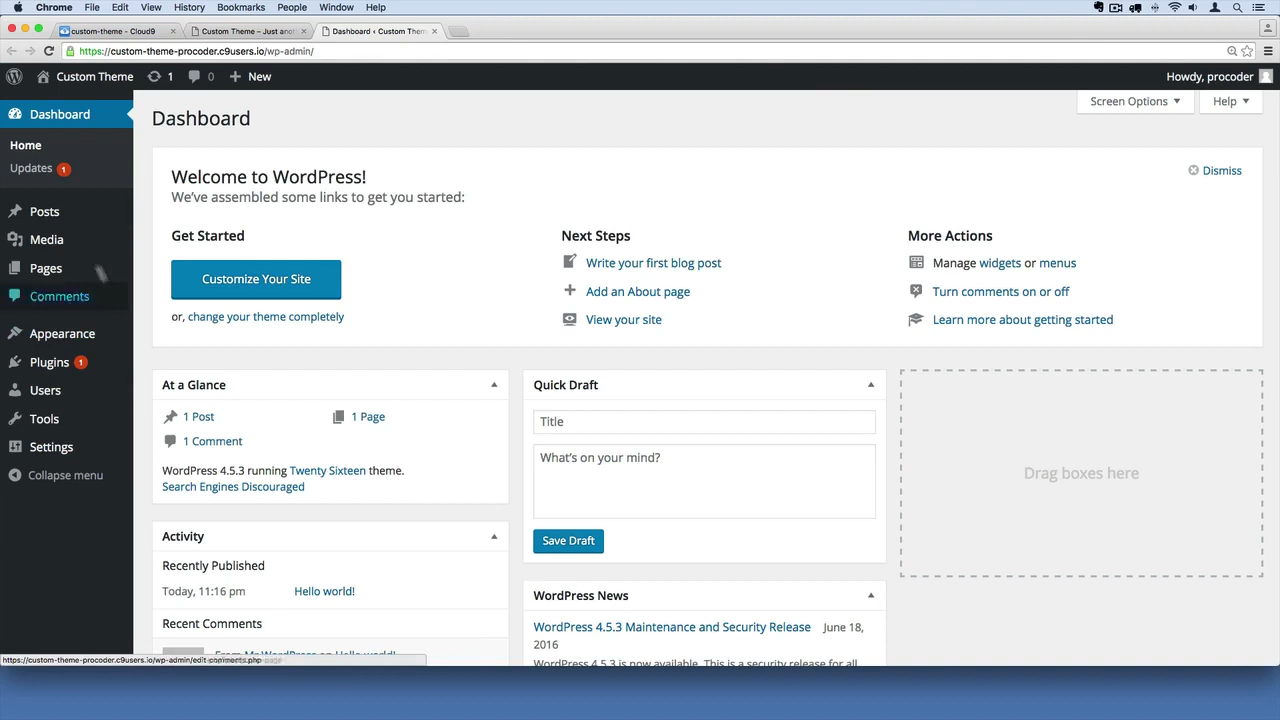 Chrome File Edit View History Bookmarks People Window Help
custom-theme - Cloud9
Custom Theme – Just ano
Dashboard ‹ Custom Them
https://custom-theme-procoder.c9users.io/wp-admin/
Custom Theme 1 0 New
Howdy, procoder
Dashboard
Home
Updates 1
Posts
Media
Pages
Comments
Appearance
Plugins 1
Users
Tools
Settings
Collapse menu
Dashboard
Screen Options
Help
Welcome to WordPress!
We've assembled some links to get you started:
Dismiss
Get Started
Customize Your Site
or, change your theme completely
Next Steps
Write your first blog post
Add an About page
View your site
More Actions
Manage widgets or menus
Turn comments on or off
Learn more about getting started
At a Glance
1 Post
1 Page
1 Comment
WordPress 4.5.3 running Twenty Sixteen theme.
Search Engines Discouraged
Activity
Recently Published
Today, 11:16 pm Hello world!
Recent Comments
From Mr WordPress on Hello world!
Quick Draft
Title
What's on your mind?
Save Draft
WordPress News
WordPress 4.5.3 Maintenance and Security Release June 18,
2016
WordPress 4.5.3 is now available. This is a security release for all
Drag boxes here
https://custom-theme-procoder.c9users.io/wp-admin/edit-comments.php